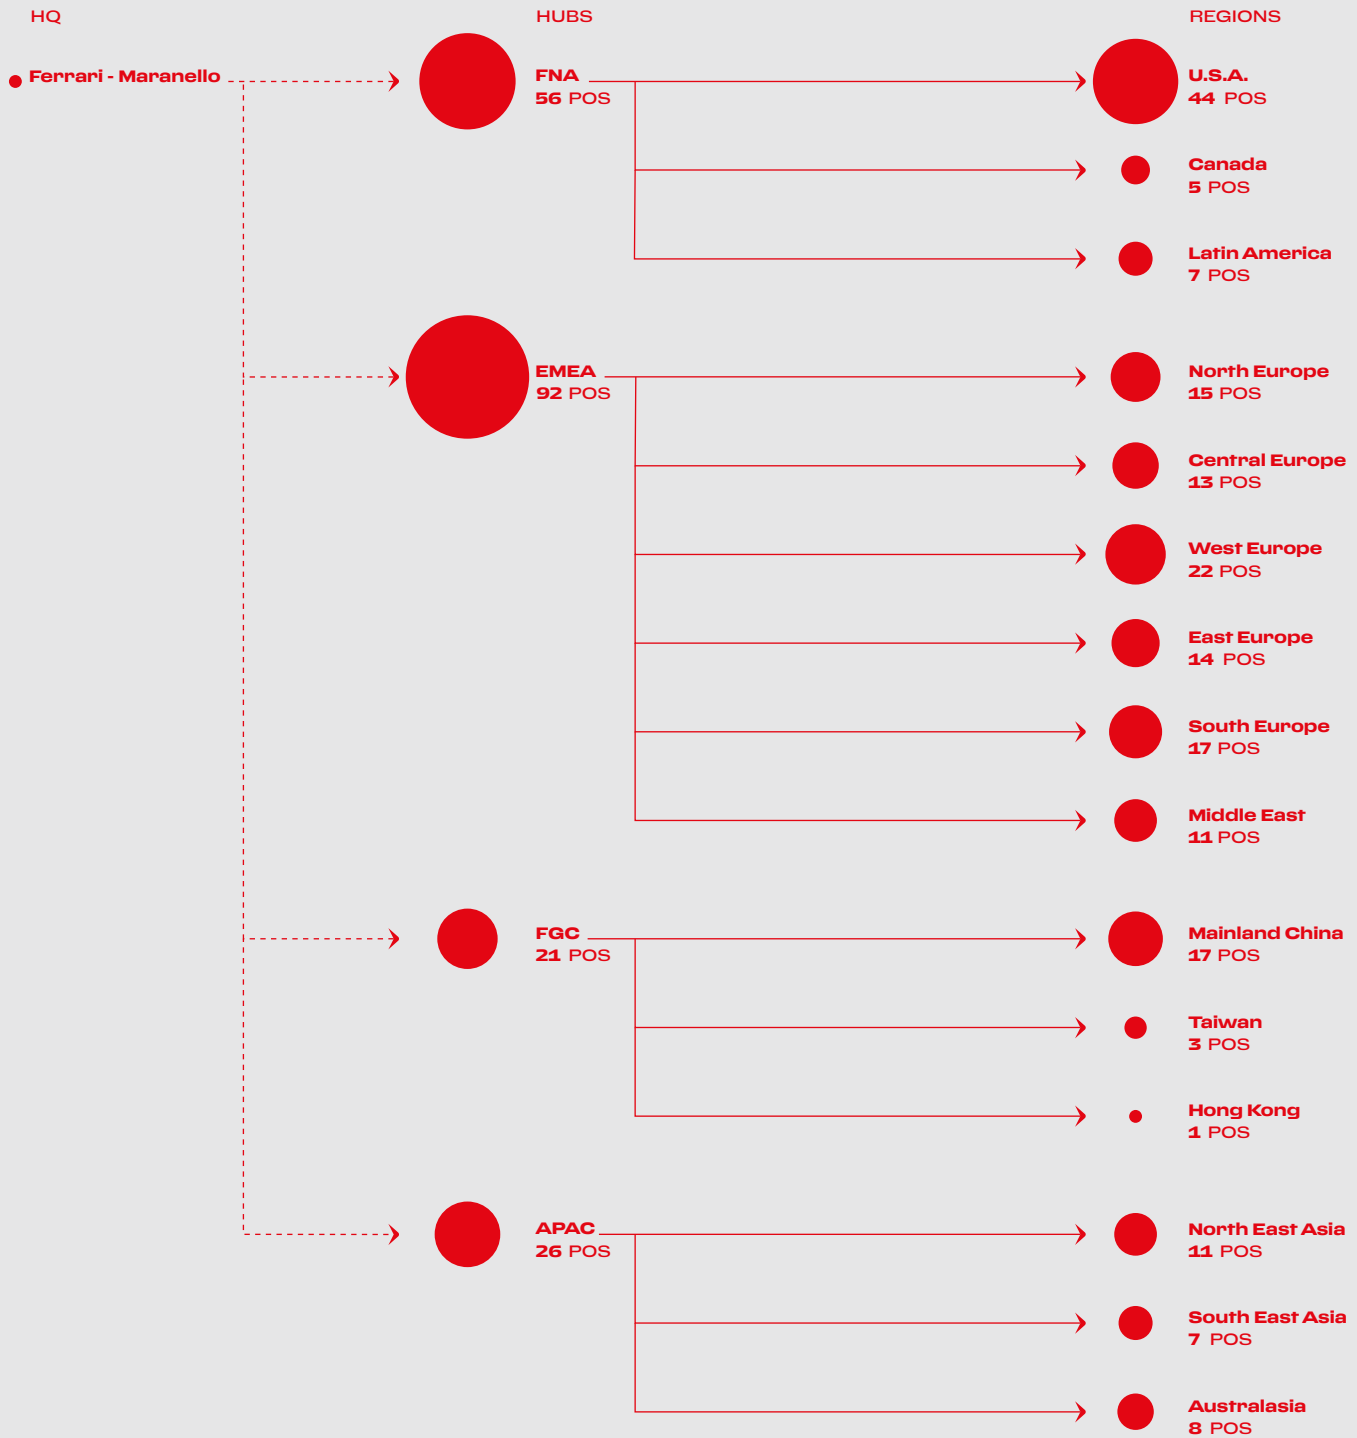 HQ
HUBS
REGIONS
Ferrari - Maranello
FNA
56 POS
U.S.A.
44 POS
Canada
5 POS
Latin America
7 POS
EMEA
92 POS
North Europe
15 POS
Central Europe
13 POS
West Europe
22 POS
East Europe
14 POS
South Europe
17 POS
Middle East
11 POS
FGC
21 POS
Mainland China
17 POS
Taiwan
3 POS
Hong Kong
1 POS
APAC
26 POS
North East Asia
11 POS
South East Asia
7 POS
Australasia
8 POS